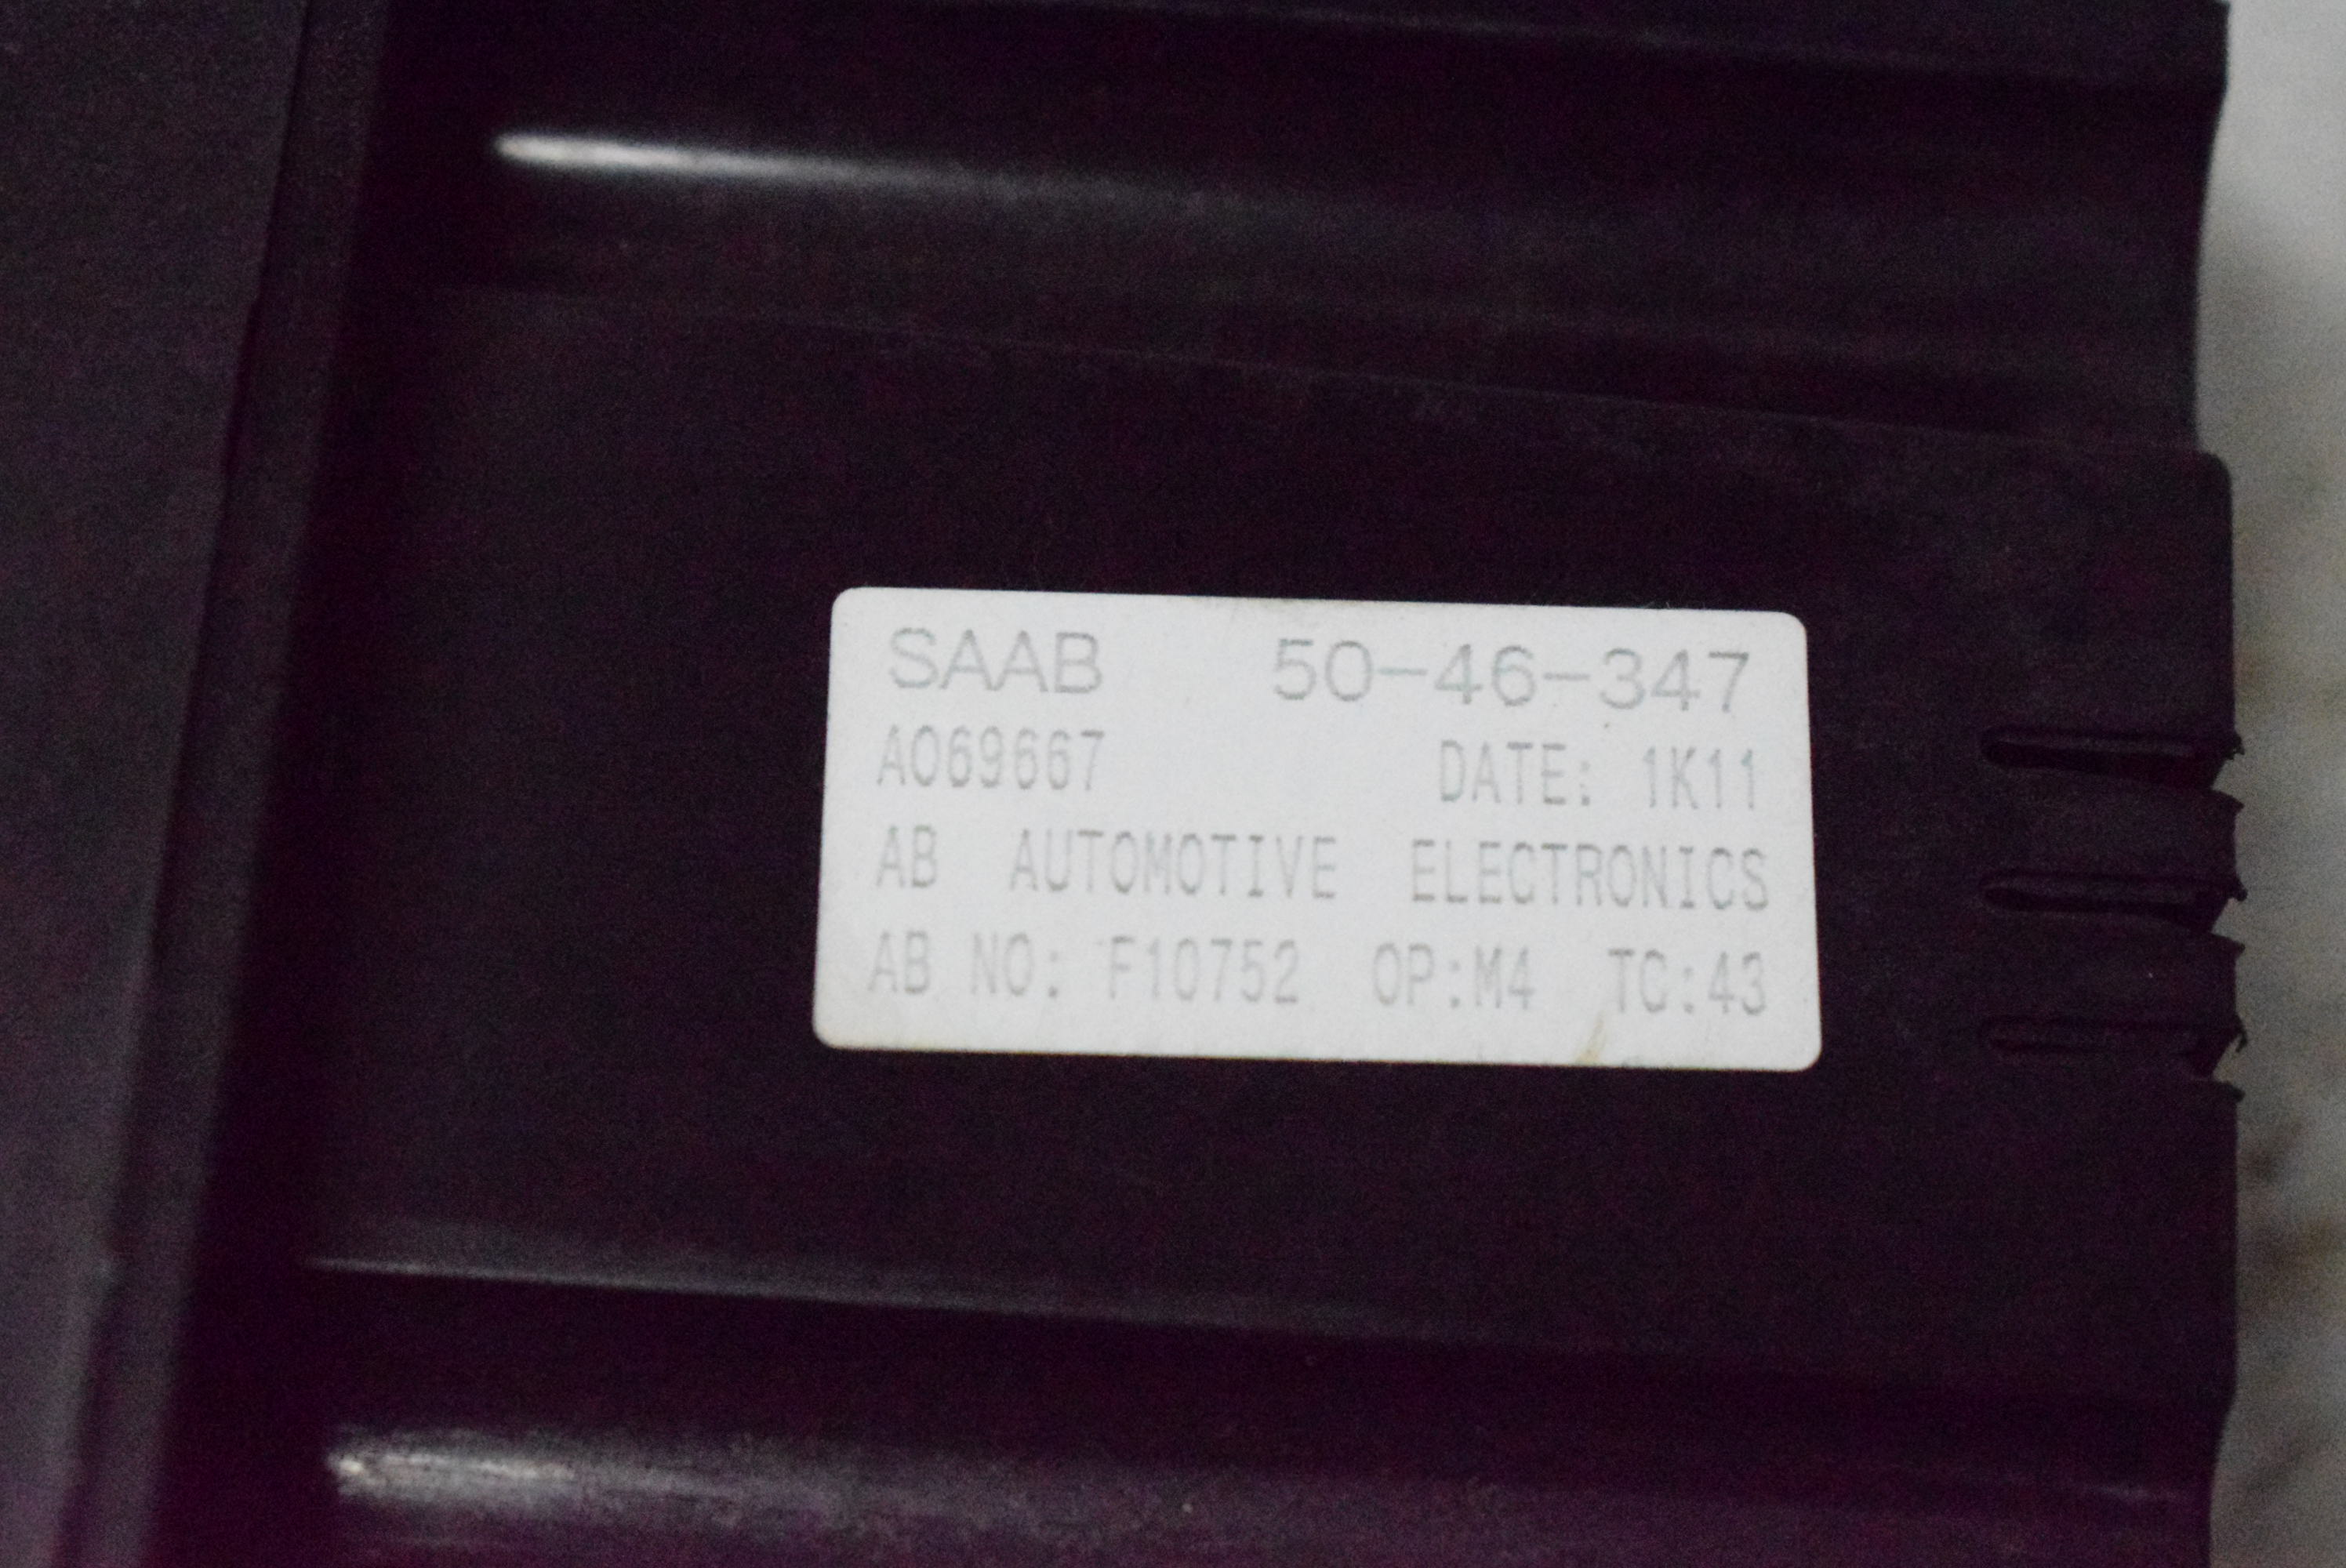 SAAB 50-46-347
A069667 DATE: 1K11
AB AUTOMOTIVE ELECTRONICS
AB NO: F10752 OP:M4 TC:43